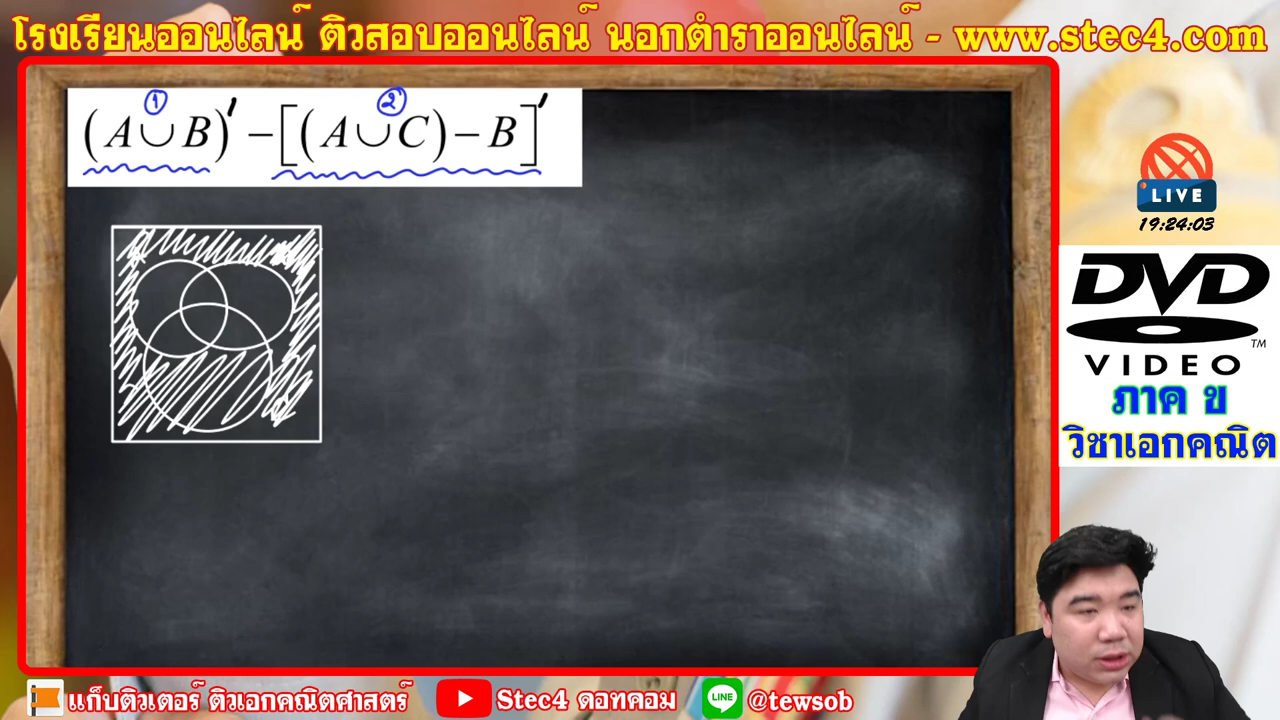 โรงเรียนออนไลน์ ติวสอบออนไลน์ นอกตำราออนไลน์ - www.stec4.com
① ②
(A∪B)′−[(A∪C)−B]′
LIVE
19:24:03
DVD
TM
VIDEO
ภาค ข
วิชาเอกคณิต
แก็บติวเตอร์ ติวเอกคณิตศาสตร์ Stec4 ดอทคอม LINE @tewsob